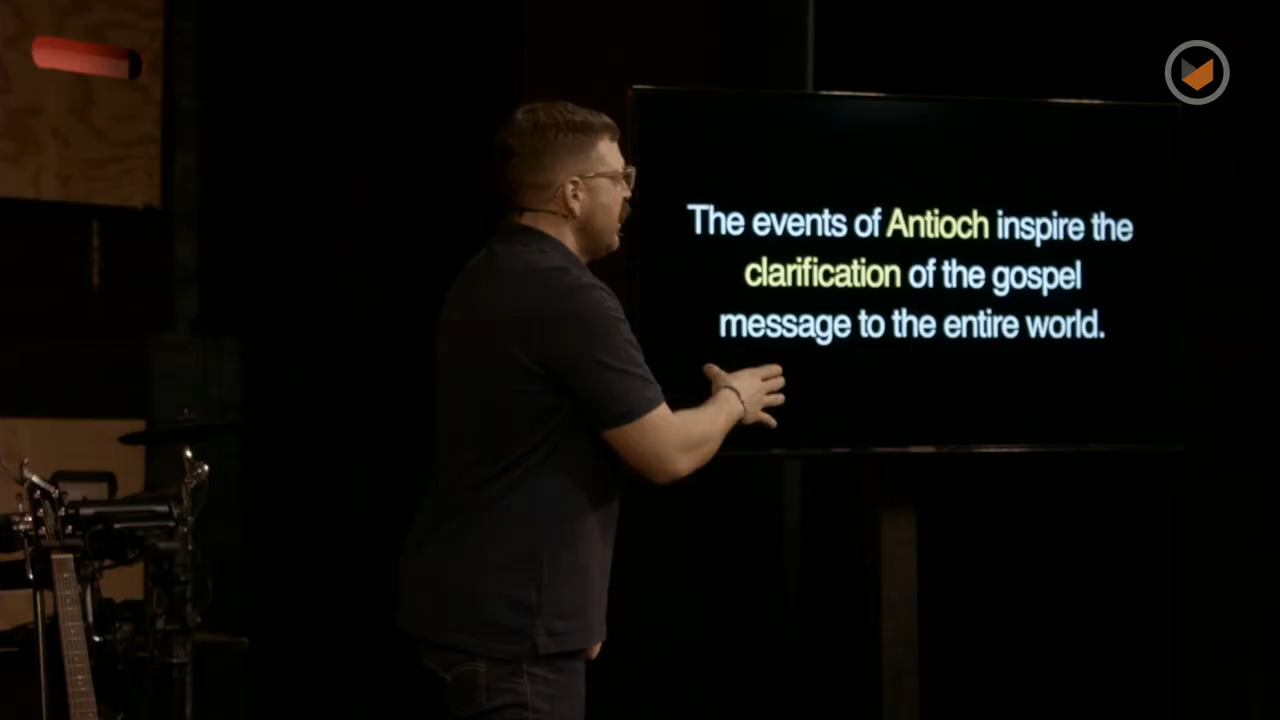 The events of Antioch inspire the
clarification of the gospel
message to the entire world.